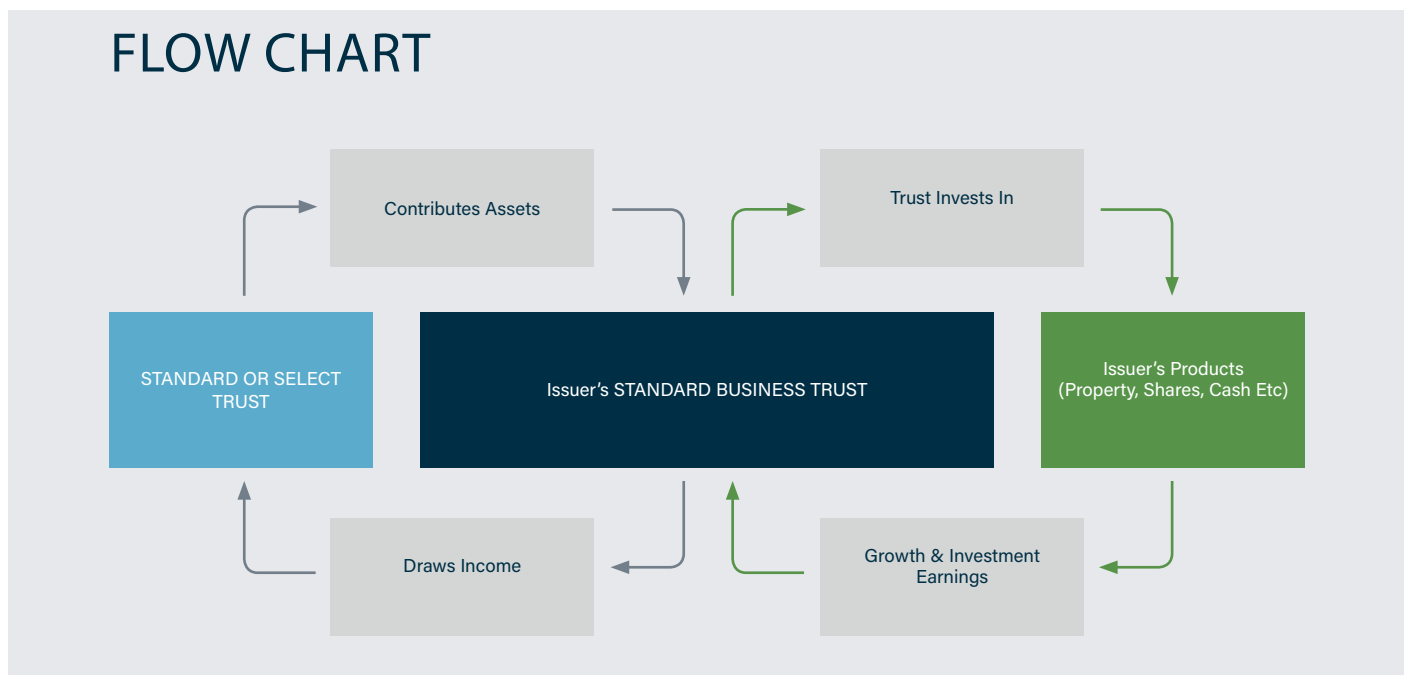 FLOW CHART
Contributes Assets
Trust Invests In
STANDARD OR SELECT
TRUST
Issuer’s STANDARD BUSINESS TRUST
Issuer’s Products
(Property, Shares, Cash Etc)
Draws Income
Growth & Investment
Earnings